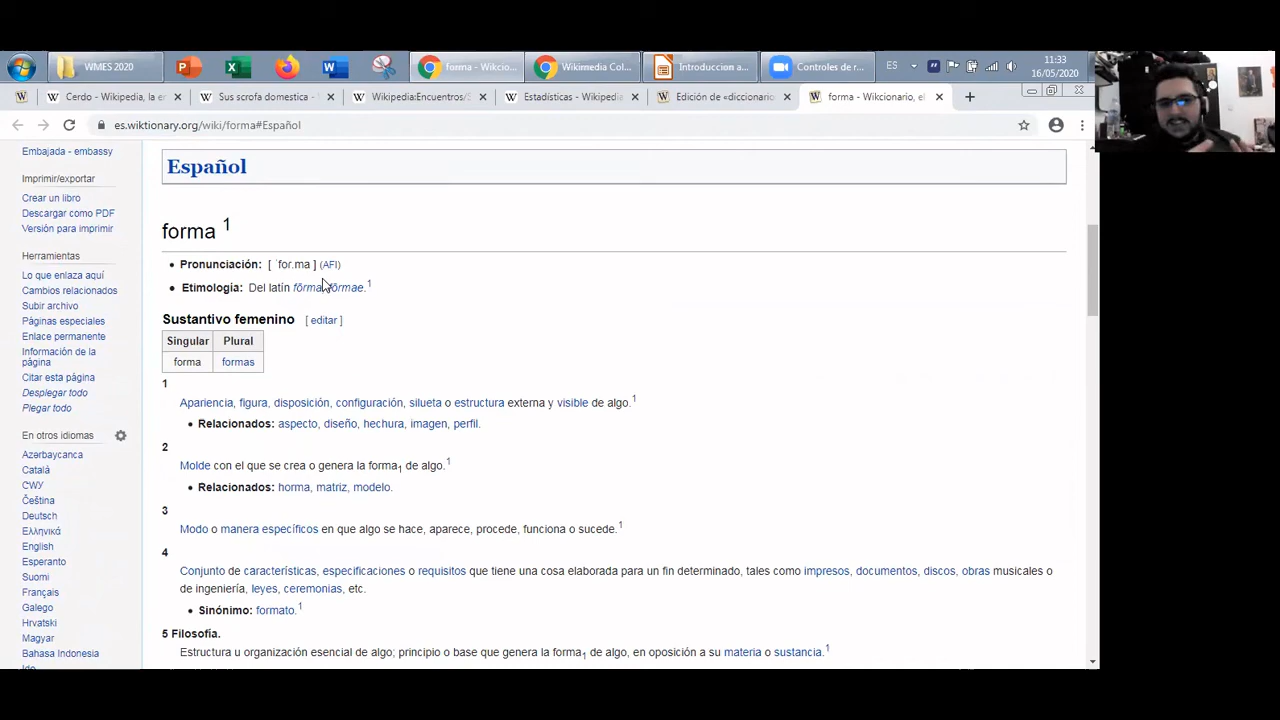 WMES 2020
forma - Wikcio...
Wikimedia Col...
Introduccion a...
Controles de r...
ES
11:33
16/05/2020
Cerdo - Wikipedia, la en
Sus scrofa domestica -
Wikipedia:Encuentros/S
Estadísticas - Wikipedia
Edición de «diccionario
forma - Wikcionario, el
es.wiktionary.org/wiki/forma#Español
Embajada - embassy
Imprimir/exportar
Crear un libro
Descargar como PDF
Versión para imprimir
Herramientas
Lo que enlaza aquí
Cambios relacionados
Subir archivo
Páginas especiales
Enlace permanente
Información de la
página
Citar esta página
Desplegar todo
Plegar todo
En otros idiomas
Azərbaycanca
Català
ᏣᎳᎩ
Čeština
Deutsch
Ελληνικά
English
Esperanto
Suomi
Français
Galego
Hrvatski
Magyar
Bahasa Indonesia
Ido
Español
forma 1
• Pronunciación: [ ˈfoɾ.ma ] (AFI)
• Etimología: Del latín fōrma, fōrmae.1
Sustantivo femenino [ editar ]
Singular Plural
forma formas
1
Apariencia, figura, disposición, configuración, silueta o estructura externa y visible de algo.1
• Relacionados: aspecto, diseño, hechura, imagen, perfil.
2
Molde con el que se crea o genera la forma1 de algo.1
• Relacionados: horma, matriz, modelo.
3
Modo o manera específicos en que algo se hace, aparece, procede, funciona o sucede.1
4
Conjunto de características, especificaciones o requisitos que tiene una cosa elaborada para un fin determinado, tales como impresos, documentos, discos, obras musicales o
de ingeniería, leyes, ceremonias, etc.
• Sinónimo: formato.1
5 Filosofía.
Estructura u organización esencial de algo; principio o base que genera la forma1 de algo, en oposición a su materia o sustancia.1